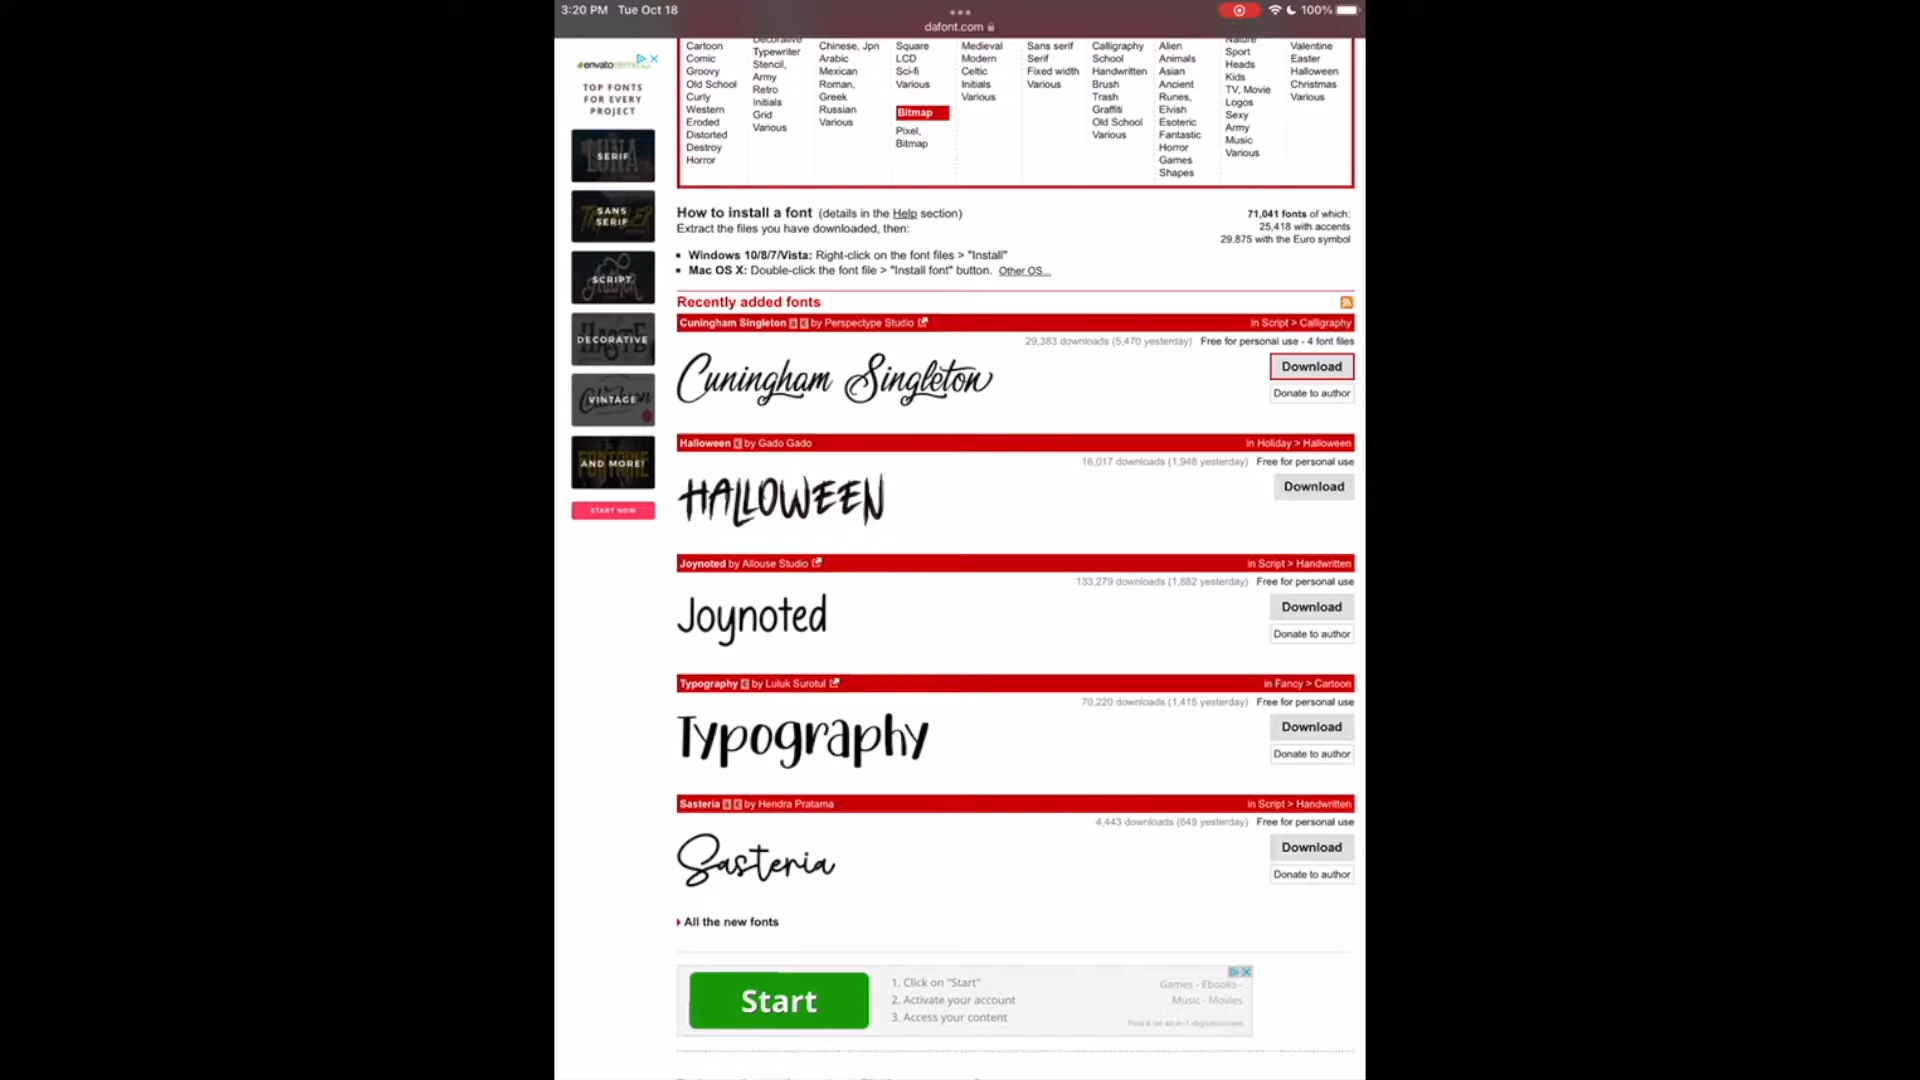 3:20 PM Tue Oct 18
100%
dafont.com
envato
TOP FONTS
FOR EVERY
PROJECT
SERIF
SANS
SERIF
SCRIPT
DECORATIVE
VINTAGE
AND MORE!
START NOW
Cartoon
Comic
Groovy
Old School
Curly
Western
Eroded
Distorted
Destroy
Horror
Decorative
Typewriter
Stencil,
Army
Retro
Initials
Grid
Various
Chinese, Jpn
Arabic
Mexican
Roman,
Greek
Russian
Various
Square
LCD
Sci-fi
Various
Bitmap
Pixel,
Bitmap
Medieval
Modern
Celtic
Initials
Various
Sans serif
Serif
Fixed width
Various
Calligraphy
School
Handwritten
Brush
Trash
Graffiti
Old School
Various
Alien
Animals
Asian
Ancient
Runes,
Elvish
Esoteric
Fantastic
Horror
Games
Shapes
Nature
Sport
Heads
Kids
TV, Movie
Logos
Sexy
Army
Music
Various
Valentine
Easter
Halloween
Christmas
Various
How to install a font (details in the Help section)
Extract the files you have downloaded, then:
Windows 10/8/7/Vista: Right-click on the font files > "Install"
Mac OS X: Double-click the font file > "Install font" button. Other OS...
71,041 fonts of which:
25,418 with accents
29,875 with the Euro symbol
Recently added fonts
Cuningham Singleton à € by Perspectype Studio in Script > Calligraphy
29,383 downloads (5,470 yesterday) Free for personal use - 4 font files
Cuningham Singleton
Download
Donate to author
Halloween € by Gado Gado in Holiday > Halloween
16,017 downloads (1,948 yesterday) Free for personal use
HALLOWEEN
Download
Joynoted by Allouse Studio in Script > Handwritten
133,279 downloads (1,882 yesterday) Free for personal use
Joynoted
Download
Donate to author
Typography € by Luluk Surotul in Fancy > Cartoon
70,220 downloads (1,415 yesterday) Free for personal use
Typography
Download
Donate to author
Sasteria à € by Hendra Pratama in Script > Handwritten
4,443 downloads (649 yesterday) Free for personal use
Sasteria
Download
Donate to author
All the new fonts
Start
1. Click on "Start"
2. Activate your account
3. Access your content
Games - Ebooks -
Music - Movies